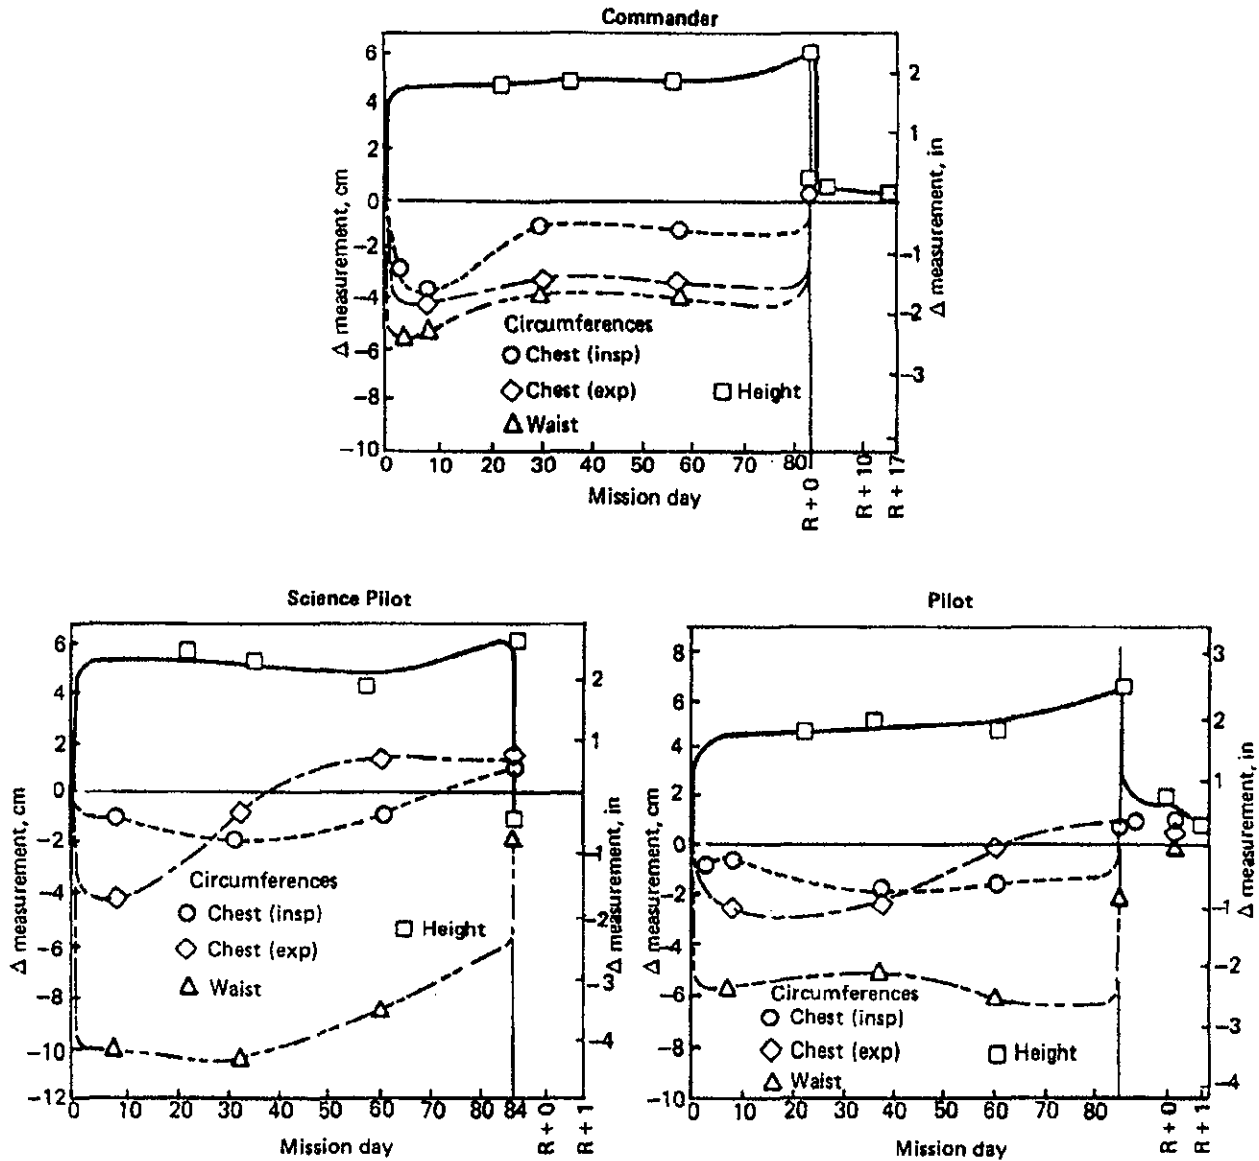 Commander
6
4
2
0
−2
−4
−6
−8
−10
Δ measurement, cm
2
1
0
−1
−2
−3
Δ measurement, in
Circumferences
Chest (insp)
Chest (exp)
Height
Waist
0 10 20 30 40 50 60 70 80 R + 0 R + 10 R + 17
Mission day
Science Pilot
6
4
2
0
−2
−4
−6
−8
−10
−12
Δ measurement, cm
2
1
−1
−2
−3
−4
Δ measurement, in
Circumferences
Chest (insp)
Chest (exp)
Height
Waist
0 10 20 30 40 50 60 70 84 R + 0 R + 1
Mission day
Pilot
8
6
4
2
0
−2
−4
−6
−8
−10
Δ measurement, cm
3
2
1
0
−1
−2
−3
−4
Δ measurement, in
Circumferences
Chest (insp)
Chest (exp)
Height
Waist
0 10 20 30 40 50 60 70 80 R + 0 R + 1
Mission day